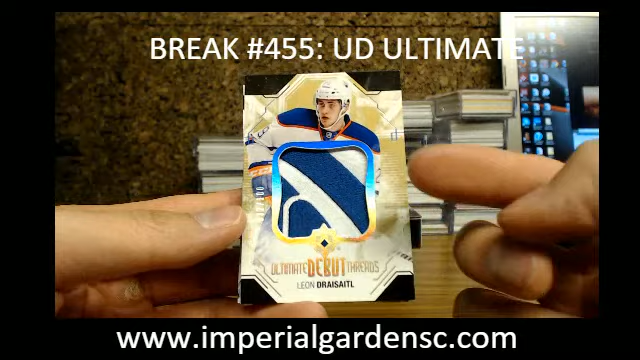 BREAK #455: UD ULTIMATE
ULTIMATE DEBUT THREADS
LEON DRAISAITL
www.imperialgardensc.com